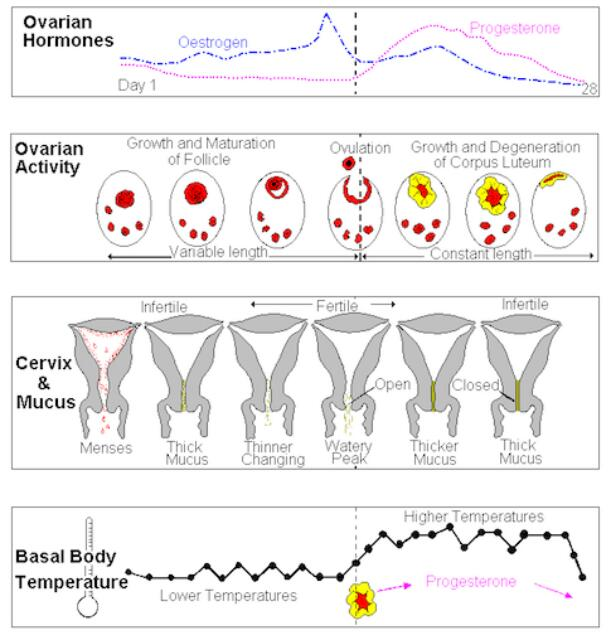 Ovarian
Hormones
Oestrogen
Progesterone
Day 1
28
Ovarian
Activity
Growth and Maturation
of Follicle
Ovulation
Growth and Degeneration
of Corpus Luteum
Variable length
Constant length
Cervix
&
Mucus
Infertile
Fertile
Infertile
Open
Closed
Menses
Thick
Mucus
Thinner
Changing
Watery
Peak
Thicker
Mucus
Thick
Mucus
Basal Body
Temperature
Higher Temperatures
Lower Temperatures
Progesterone